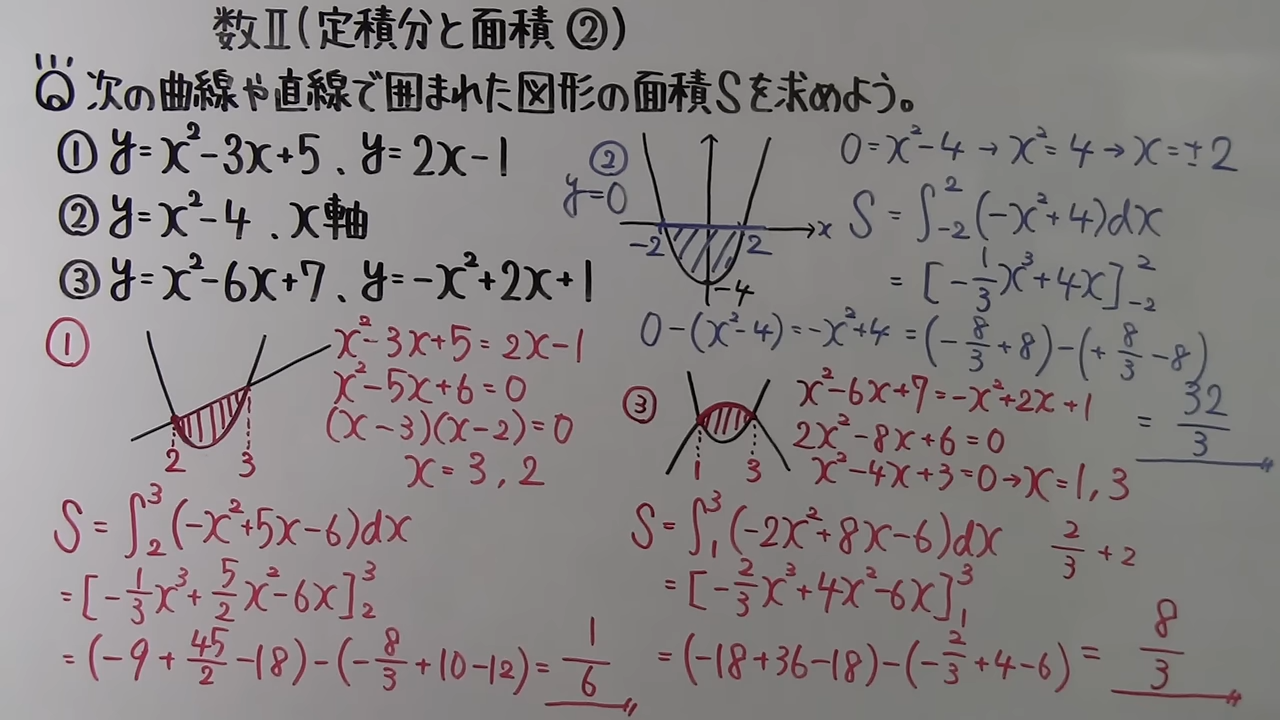 数Ⅱ(定積分と面積 ②)
Q 次の曲線や直線で囲まれた図形の面積Sを求めよう。
① y=x²-3x+5、y=2x-1
② y=x²-4、x軸
③ y=x²-6x+7、y=-x²+2x+1
①
2 3
x²-3x+5=2x-1
x²-5x+6=0
(x-3)(x-2)=0
x=3,2
S=∫₂³(-x²+5x-6)dx
=[-1/3x³+5/2x²-6x]₂³
=(-9+45/2-18)-(-8/3+10-12)=1/6
②
y=0
-2 2 x
-4
0=x²-4→x²=4→x=±2
S=∫₋₂²(-x²+4)dx
=[-1/3x³+4x]₋₂²
0-(x²-4)=-x²+4
=(-8/3+8)-(+8/3-8)
=32/3
③
1 3
x²-6x+7=-x²+2x+1
2x²-8x+6=0
x²-4x+3=0→x=1,3
S=∫₁³(-2x²+8x-6)dx
2/3+2
=[-2/3x³+4x²-6x]₁³
=(-18+36-18)-(-2/3+4-6)=8/3